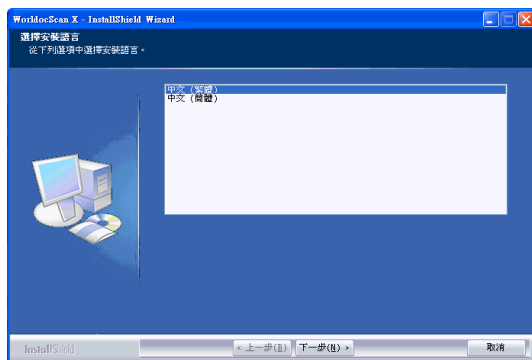 WorldocScan X - InstallShield Wizard
選擇安裝語言
從下列選項中選擇安裝語言。
中文 (繁體)
中文 (簡體)
InstallShield
< 上一步(B) 下一步(N) > 取消